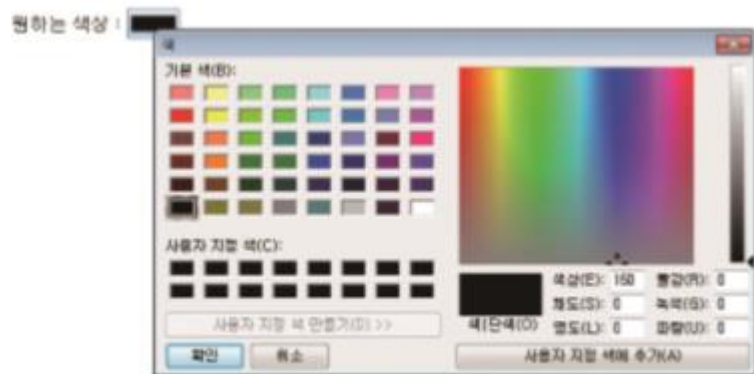 원하는 색상 :
색
기본 색(B):
사용자 지정 색(C):
사용자 지정 색 만들기(D) >>
확인
취소
색|단색(O)
색상(E): 160
채도(S): 0
명도(L): 0
빨강(R): 0
녹색(G): 0
파랑(U): 0
사용자 지정 색에 추가(A)